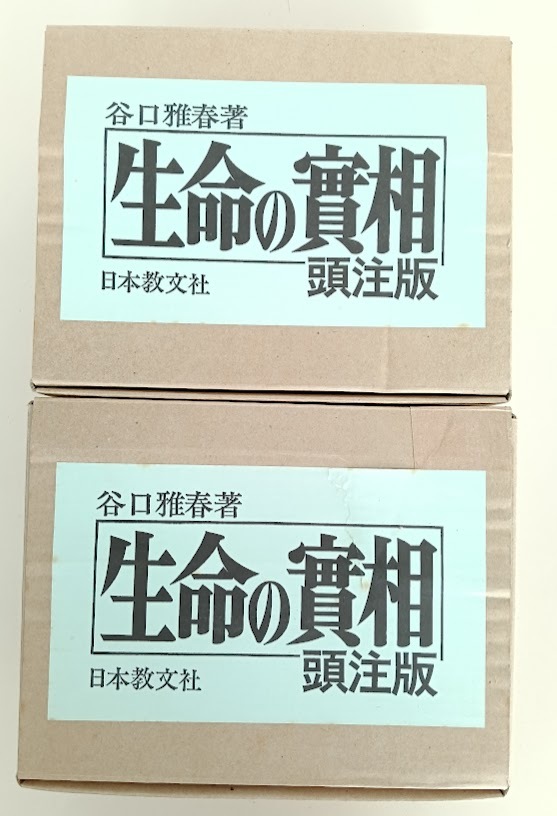 谷口雅春著
生命の實相
頭注版
日本教文社
谷口雅春著
生命の實相
頭注版
日本教文社